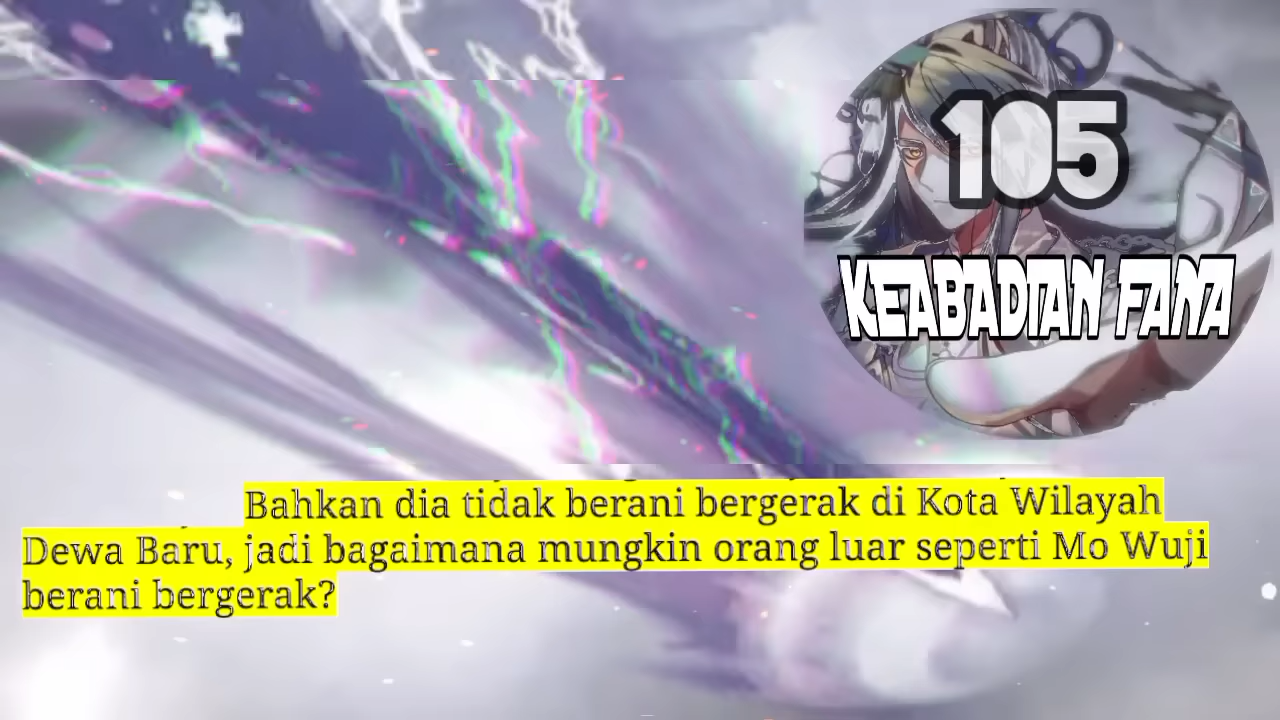 105
KEABADIAN FANA
Bahkan dia tidak berani bergerak di Kota Wilayah
Dewa Baru, jadi bagaimana mungkin orang luar seperti Mo Wuji
berani bergerak?